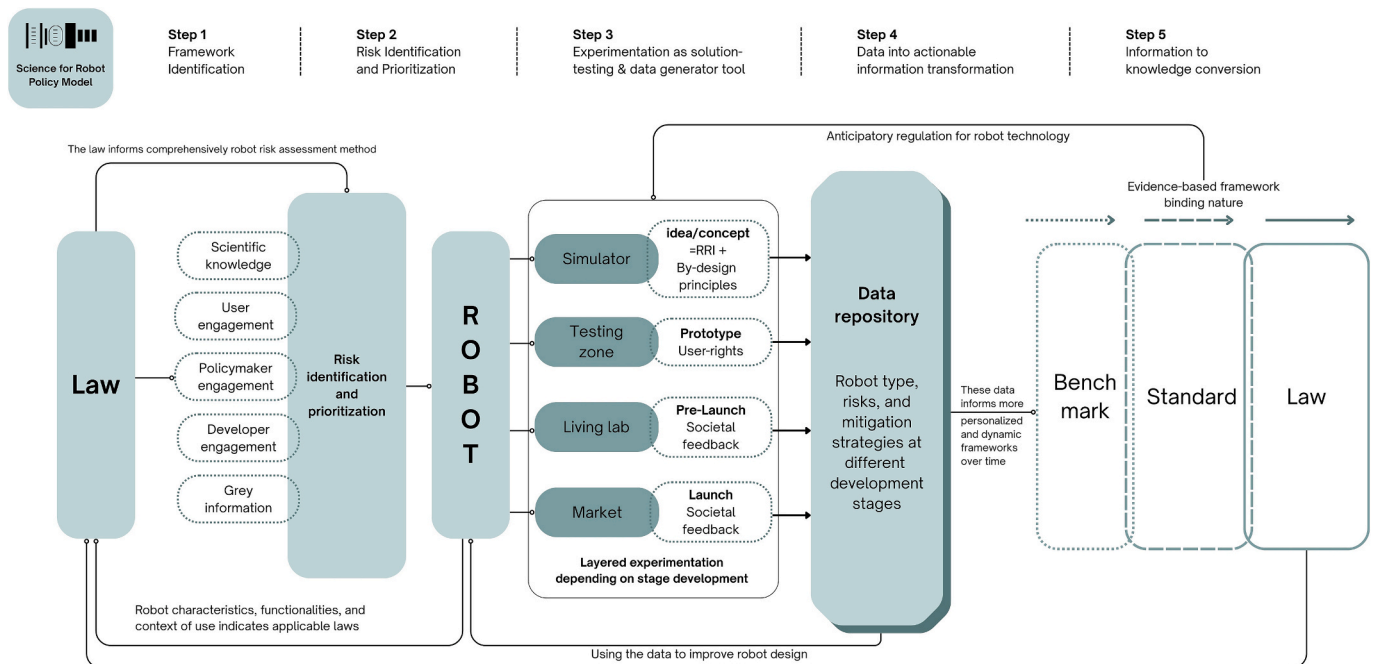 Science for Robot
Policy Model
Step 1
Framework
Identification
Step 2
Risk Identification
and Prioritization
Step 3
Experimentation as solution-
testing & data generator tool
Step 4
Data into actionable
information transformation
Step 5
Information to
knowledge conversion
The law informs comprehensively robot risk assessment method
Anticipatory regulation for robot technology
Law
Scientific
knowledge
User
engagement
Policymaker
engagement
Developer
engagement
Grey
information
Risk
identification
and
prioritization
R
O
B
O
T
Simulator
idea/concept
=RRI +
By-design
principles
Testing
zone
Prototype
User-rights
Living lab
Pre-Launch
Societal
feedback
Market
Launch
Societal
feedback
Layered experimentation
depending on stage development
Data
repository
Robot type,
risks, and
mitigation
strategies at
different
development
stages
These data
informs more
personalized
and dynamic
frameworks
over time
Evidence-based framework
binding nature
Bench
mark
Standard
Law
Robot characteristics, functionalities, and
context of use indicates applicable laws
Using the data to improve robot design